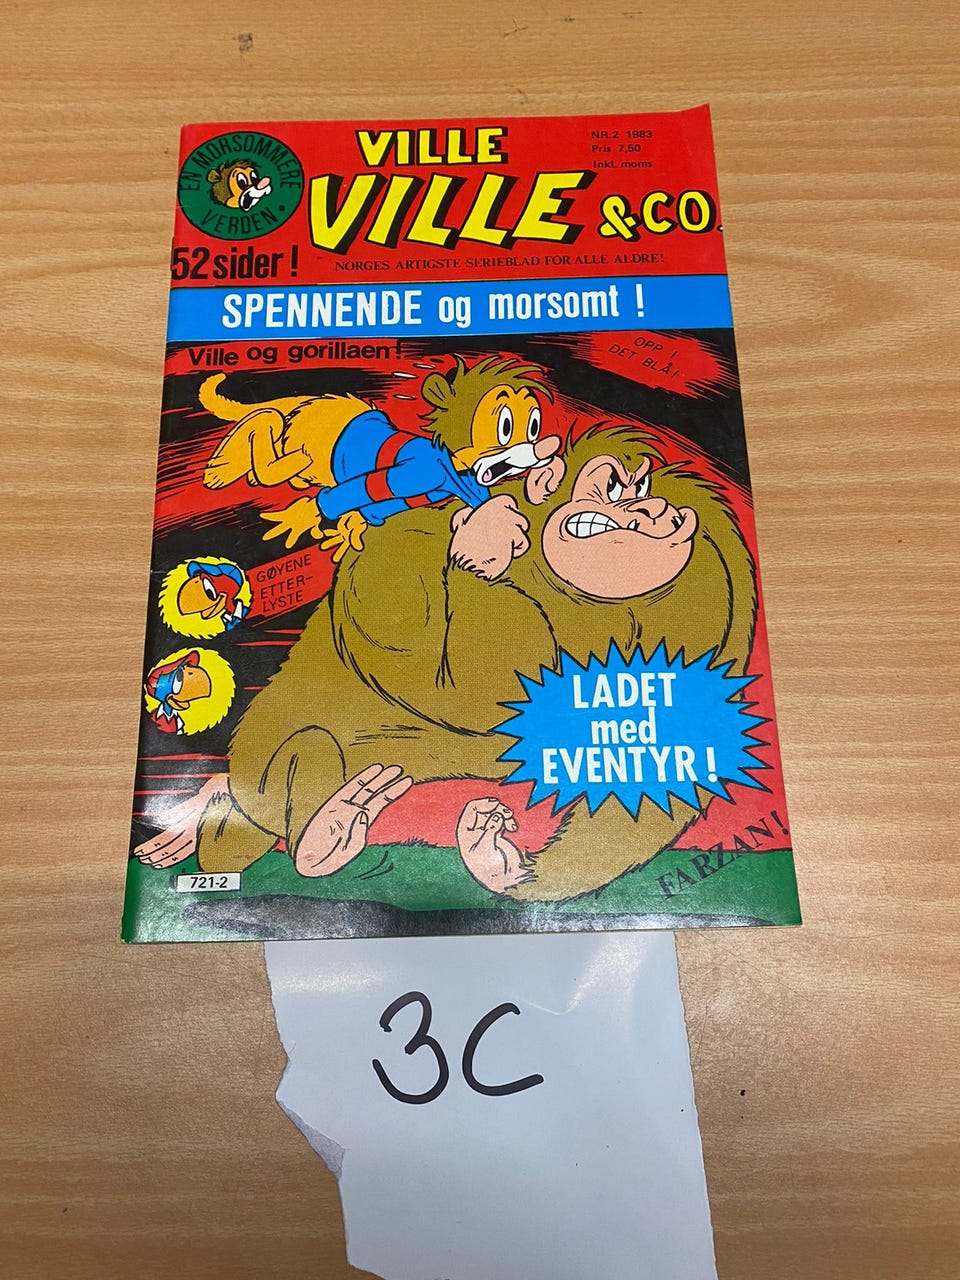 EN MORSOMMERE
VERDEN.
VILLE
VILLE & CO.
NR.2 1983
Pris 7,50
Inkl. moms
52 sider !
NORGES ARTIGSTE SERIEBLAD FOR ALLE ALDRE!
SPENNENDE og morsomt !
Ville og gorillaen!
OPP I
DET BLÅ!
GØYENE
ETTER-
LYSTE
LADET
med
EVENTYR !
FARZAN!
721-2
3C